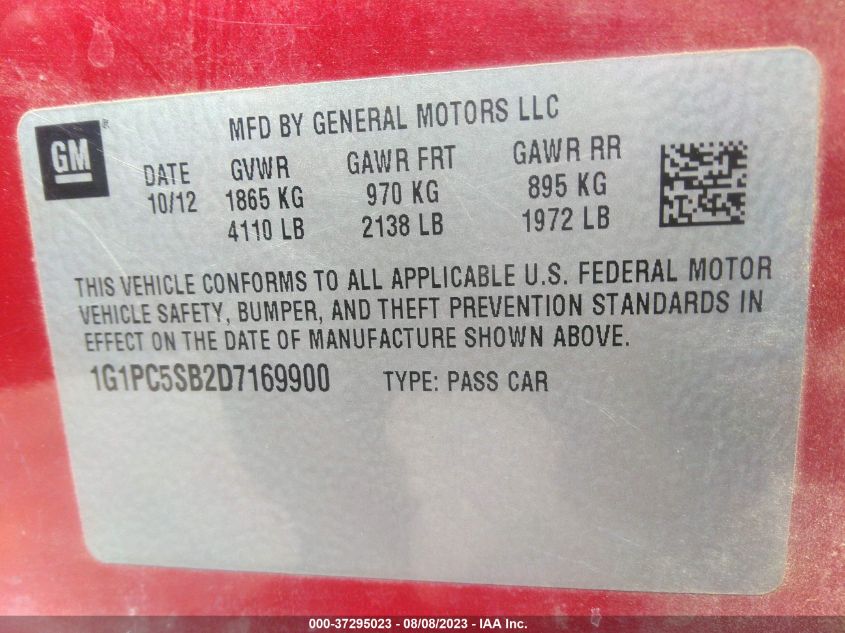 MFD BY GENERAL MOTORS LLC
GM®
DATE GVWR GAWR FRT GAWR RR
10/12 1865 KG 970 KG 895 KG
4110 LB 2138 LB 1972 LB
THIS VEHICLE CONFORMS TO ALL APPLICABLE U.S. FEDERAL MOTOR
VEHICLE SAFETY, BUMPER, AND THEFT PREVENTION STANDARDS IN
EFFECT ON THE DATE OF MANUFACTURE SHOWN ABOVE.
1G1PC5SB2D7169900 TYPE: PASS CAR
000-37295023 - 08/08/2023 - IAA Inc.